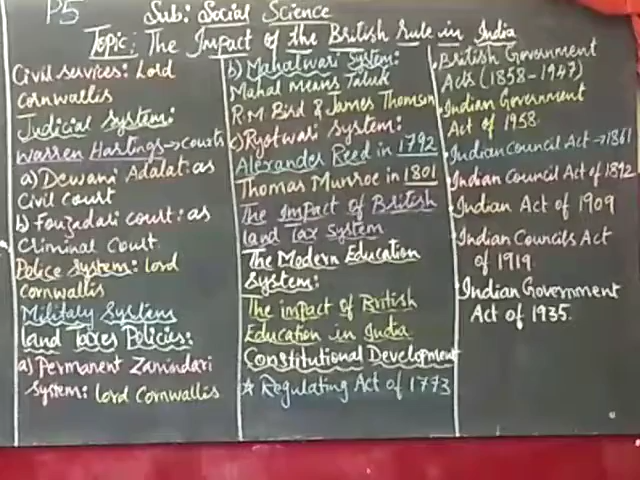 P5
Sub: Social Science
Topic: The Impact of the British Rule in India
Civil services: Lord
Cornwallis
Judicial System:
Warren Hastings → courts
a) Dewani Adalat: as
Civil court
b) Fouzadari court: as
Criminal Court.
Police System: lord
cornwallis
Military System
land Taxes Policies:
a) Permanent Zamindari
System: lord Cornwallis
b) Mahalwari System:
Mahal Means Taluk
R.M Bird & James Thomson
c) Ryotwari System:
Alexander Reed in 1792
Thomas Munroe in 1801
The Impact of British
land Tax System
The Modern Education
System:
The impact of British
Education in India
Constitutional Development
* Regulating Act of 1773
British Government
Acts (1858-1947)
Indian Government
Act of 1958.
Indian Council Act → 1861
Indian Council Act of 1892
Indian Act of 1909
Indian Councils Act
of 1919.
Indian Government
Act of 1935.